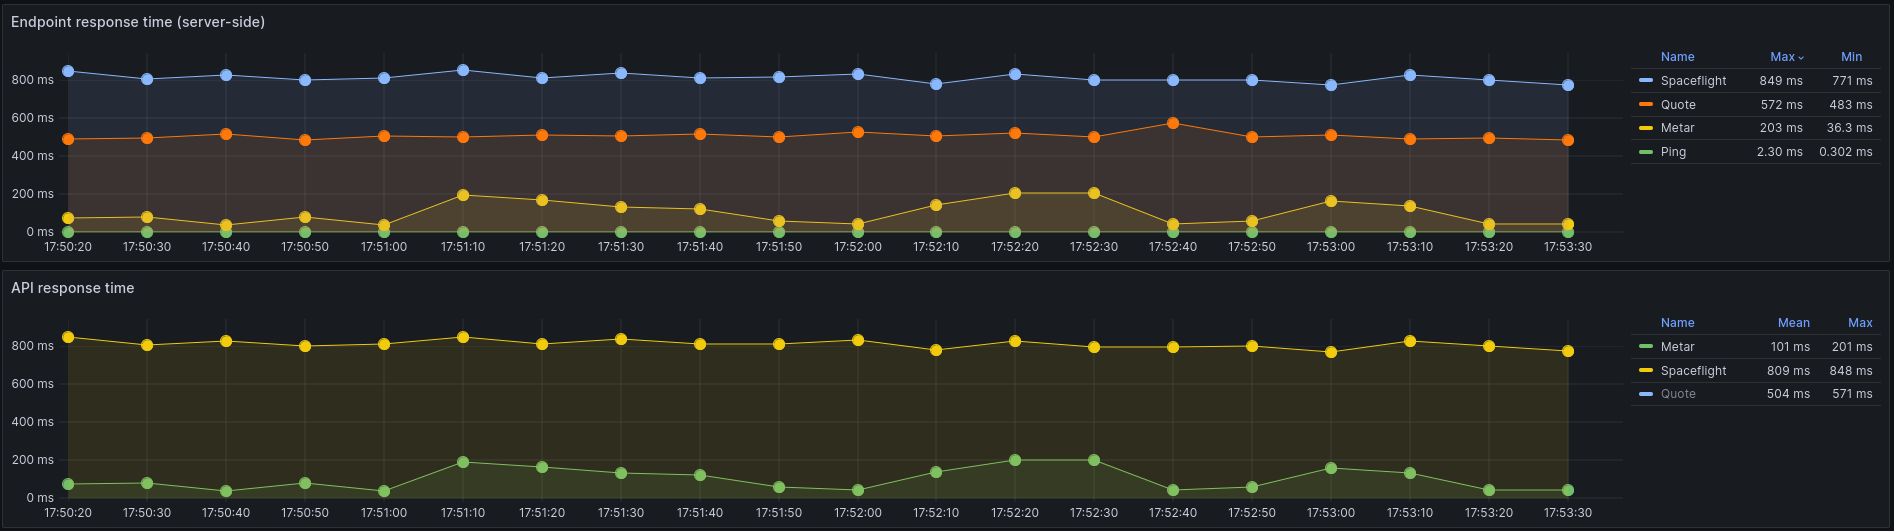 Endpoint response time (server-side)
800 ms
600 ms
400 ms
200 ms
0 ms
17:50:20 17:50:30 17:50:40 17:50:50 17:51:00 17:51:10 17:51:20 17:51:30 17:51:40 17:51:50 17:52:00 17:52:10 17:52:20 17:52:30 17:52:40 17:52:50 17:53:00 17:53:10 17:53:20 17:53:30
Name Max Min
Spaceflight 849 ms 771 ms
Quote 572 ms 483 ms
Metar 203 ms 36.3 ms
Ping 2.30 ms 0.302 ms
API response time
800 ms
600 ms
400 ms
200 ms
0 ms
17:50:20 17:50:30 17:50:40 17:50:50 17:51:00 17:51:10 17:51:20 17:51:30 17:51:40 17:51:50 17:52:00 17:52:10 17:52:20 17:52:30 17:52:40 17:52:50 17:53:00 17:53:10 17:53:20 17:53:30
Name Mean Max
Metar 101 ms 201 ms
Spaceflight 809 ms 848 ms
Quote 504 ms 571 ms